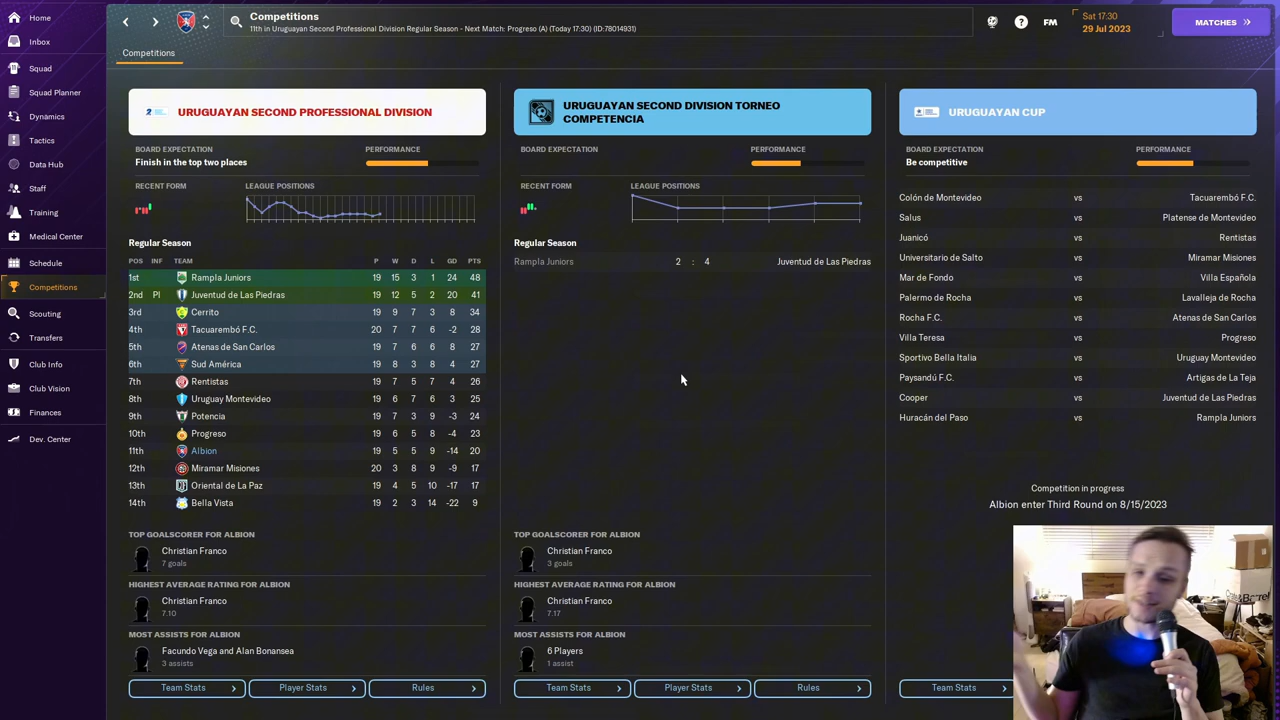 Home
Inbox
Squad
Squad Planner
Dynamics
Tactics
Data Hub
Staff
Training
Medical Center
Schedule
Competitions
Scouting
Transfers
Club Info
Club Vision
Finances
Dev. Center
Competitions
11th in Uruguayan Second Professional Division Regular Season - Next Match: Progreso (A) (Today 17:30) (ID:78014931)
FM
Sat 17:30
29 Jul 2023
MATCHES
Competitions
URUGUAYAN SECOND PROFESSIONAL DIVISION
BOARD EXPECTATION PERFORMANCE
Finish in the top two places
RECENT FORM LEAGUE POSITIONS
Regular Season
POS INF TEAM P W D L GD PTS
1st Rampla Juniors 19 15 3 1 24 48
2nd Pl Juventud de Las Piedras 19 12 5 2 20 41
3rd Cerrito 19 9 7 3 8 34
4th Tacuarembó F.C. 20 7 7 6 -2 28
5th Atenas de San Carlos 19 7 6 6 8 27
6th Sud América 19 8 3 8 4 27
7th Rentistas 19 7 5 7 4 26
8th Uruguay Montevideo 19 6 7 6 3 25
9th Potencia 19 7 3 9 -3 24
10th Progreso 19 6 5 8 -4 23
11th Albion 19 5 5 9 -14 20
12th Miramar Misiones 20 3 8 9 -9 17
13th Oriental de La Paz 19 4 5 10 -17 17
14th Bella Vista 19 2 3 14 -22 9
TOP GOALSCORER FOR ALBION
Christian Franco
7 goals
HIGHEST AVERAGE RATING FOR ALBION
Christian Franco
7.10
MOST ASSISTS FOR ALBION
Facundo Vega and Alan Bonansea
3 assists
Team Stats Player Stats Rules
URUGUAYAN SECOND DIVISION TORNEO
COMPETENCIA
BOARD EXPECTATION PERFORMANCE
RECENT FORM LEAGUE POSITIONS
Regular Season
Rampla Juniors 2 : 4 Juventud de Las Piedras
TOP GOALSCORER FOR ALBION
Christian Franco
3 goals
HIGHEST AVERAGE RATING FOR ALBION
Christian Franco
7.17
MOST ASSISTS FOR ALBION
6 Players
1 assist
Team Stats Player Stats Rules
URUGUAYAN CUP
BOARD EXPECTATION PERFORMANCE
Be competitive
Colón de Montevideo vs Tacuarembó F.C.
Salus vs Platense de Montevideo
Juanicó vs Rentistas
Universitario de Salto vs Miramar Misiones
Mar de Fondo vs Villa Española
Palermo de Rocha vs Lavalleja de Rocha
Rocha F.C. vs Atenas de San Carlos
Villa Teresa vs Progreso
Sportivo Bella Italia vs Uruguay Montevideo
Paysandú F.C. vs Artigas de La Teja
Cooper vs Juventud de Las Piedras
Huracán del Paso vs Rampla Juniors
Competition in progress
Albion enter Third Round on 8/15/2023
Team Stats